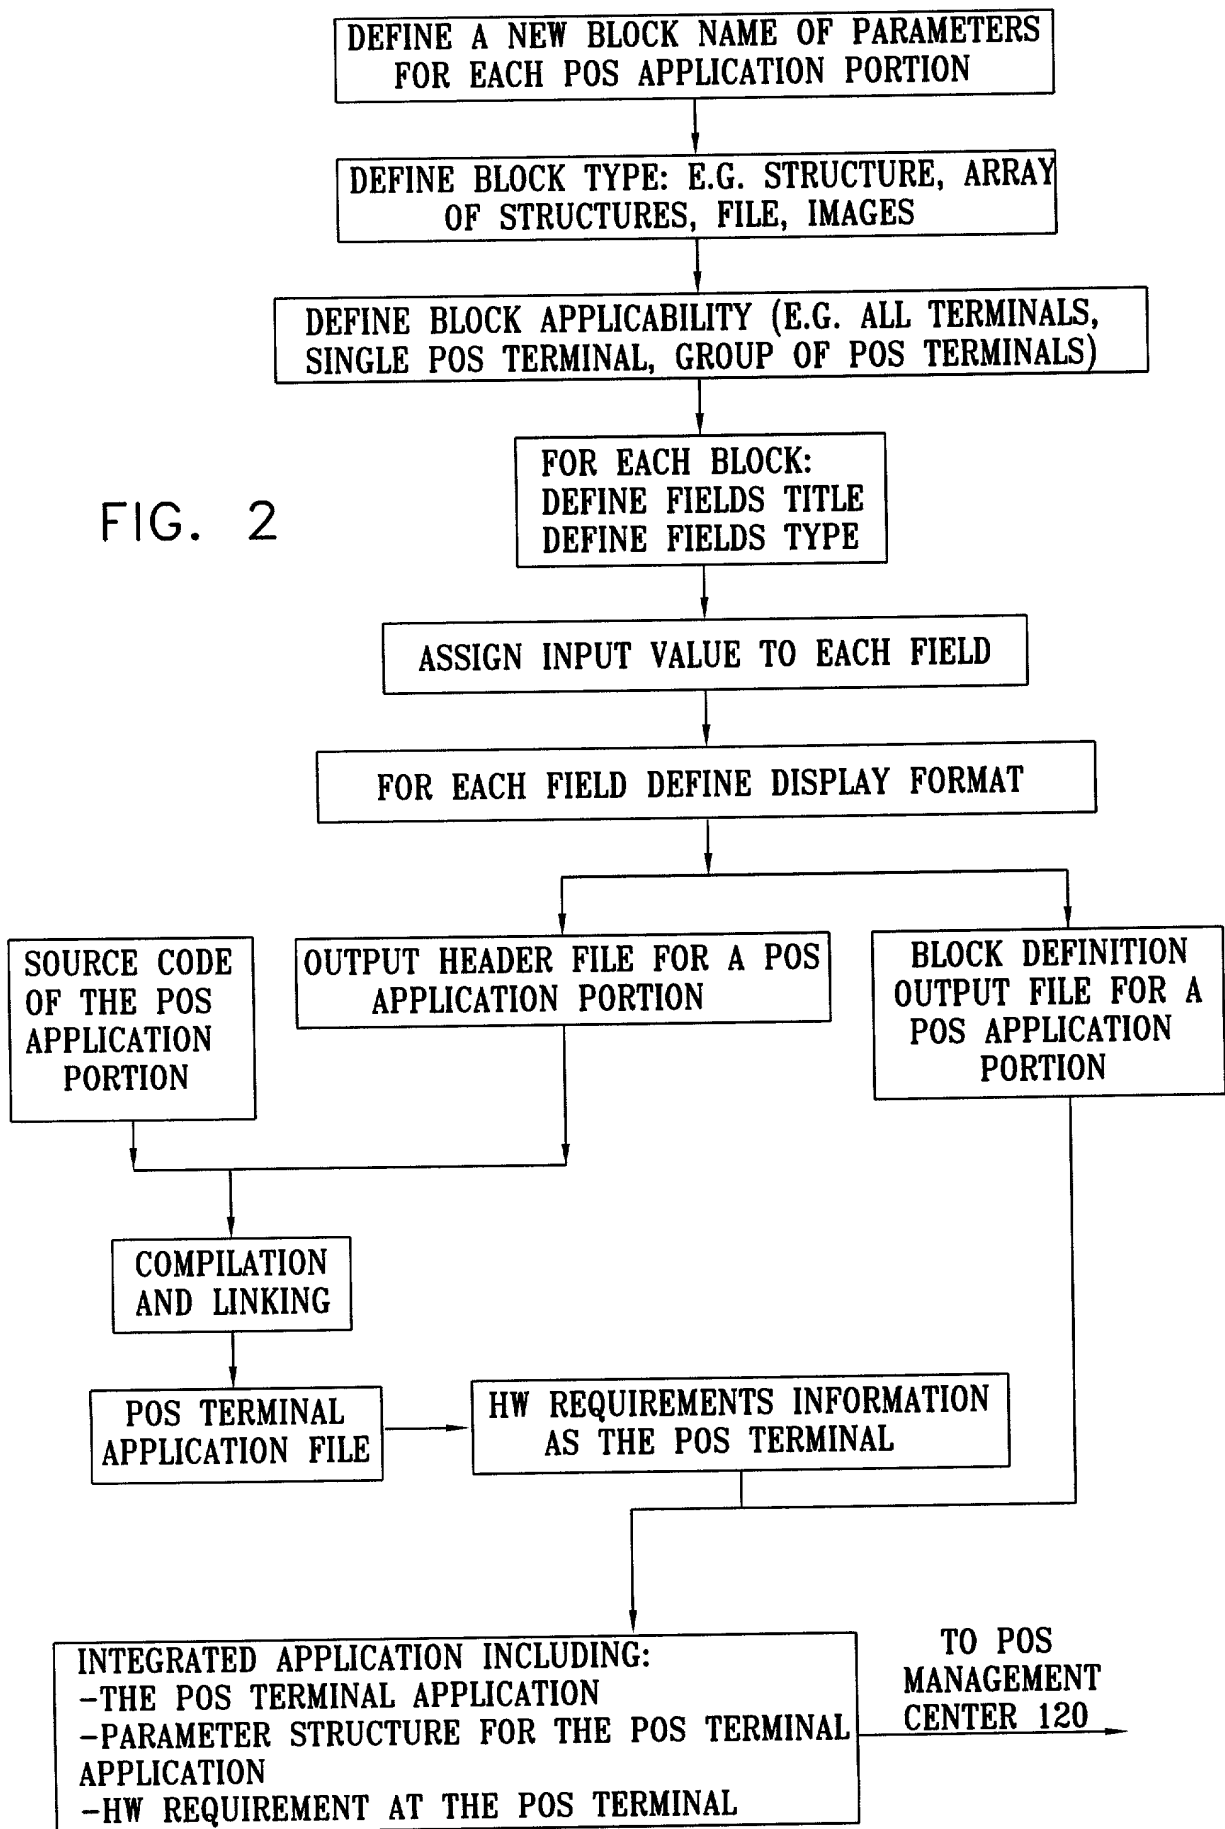 DEFINE A NEW BLOCK NAME OF PARAMETERS
FOR EACH POS APPLICATION PORTION
DEFINE BLOCK TYPE: E.G. STRUCTURE, ARRAY
OF STRUCTURES, FILE, IMAGES
DEFINE BLOCK APPLICABILITY (E.G. ALL TERMINALS,
SINGLE POS TERMINAL, GROUP OF POS TERMINALS)
FOR EACH BLOCK:
DEFINE FIELDS TITLE
DEFINE FIELDS TYPE
FIG. 2
ASSIGN INPUT VALUE TO EACH FIELD
FOR EACH FIELD DEFINE DISPLAY FORMAT
SOURCE CODE
OF THE POS
APPLICATION
PORTION
OUTPUT HEADER FILE FOR A POS
APPLICATION PORTION
BLOCK DEFINITION
OUTPUT FILE FOR A
POS APPLICATION
PORTION
COMPILATION
AND LINKING
POS TERMINAL
APPLICATION FILE
HW REQUIREMENTS INFORMATION
AS THE POS TERMINAL
INTEGRATED APPLICATION INCLUDING:
-THE POS TERMINAL APPLICATION
-PARAMETER STRUCTURE FOR THE POS TERMINAL
APPLICATION
-HW REQUIREMENT AT THE POS TERMINAL
TO POS
MANAGEMENT
CENTER 120